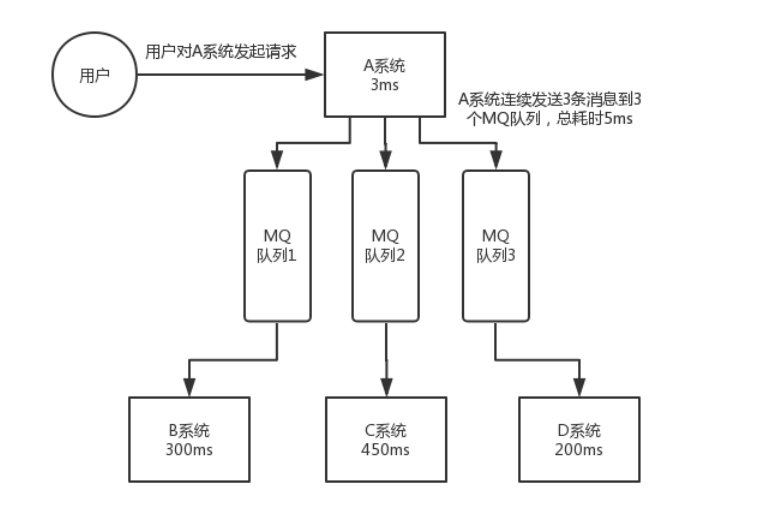 用户
用户对A系统发起请求
A系统
3ms
A系统连续发送3条消息到3
个MQ队列，总耗时5ms
MQ
队列1
MQ
队列2
MQ
队列3
B系统
300ms
C系统
450ms
D系统
200ms